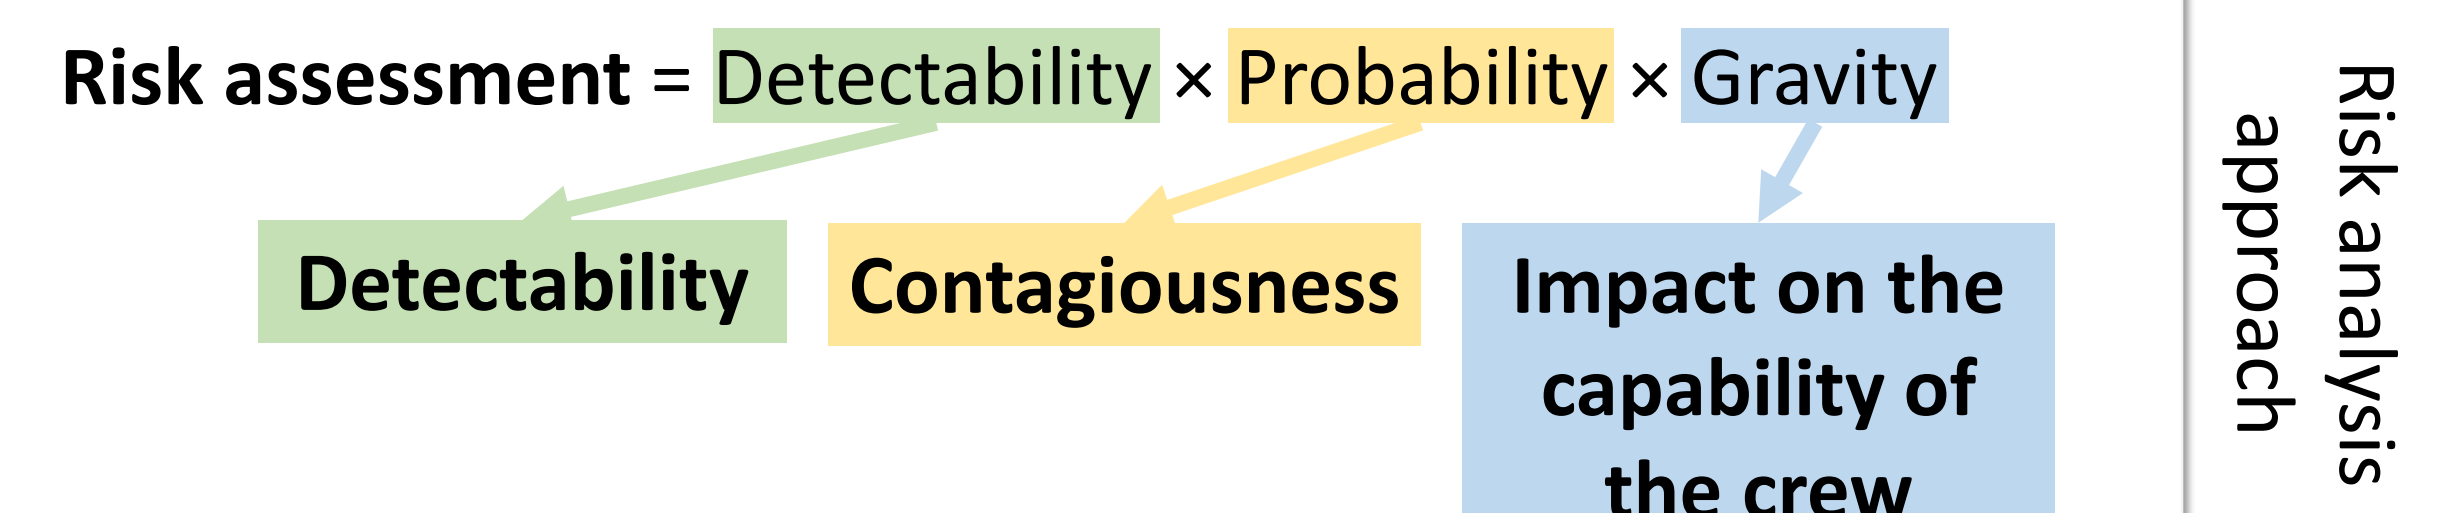 Risk assessment = Detectability × Probability × Gravity
Detectability
Contagiousness
Impact on the
capability of
the crew
Risk analysis
approach